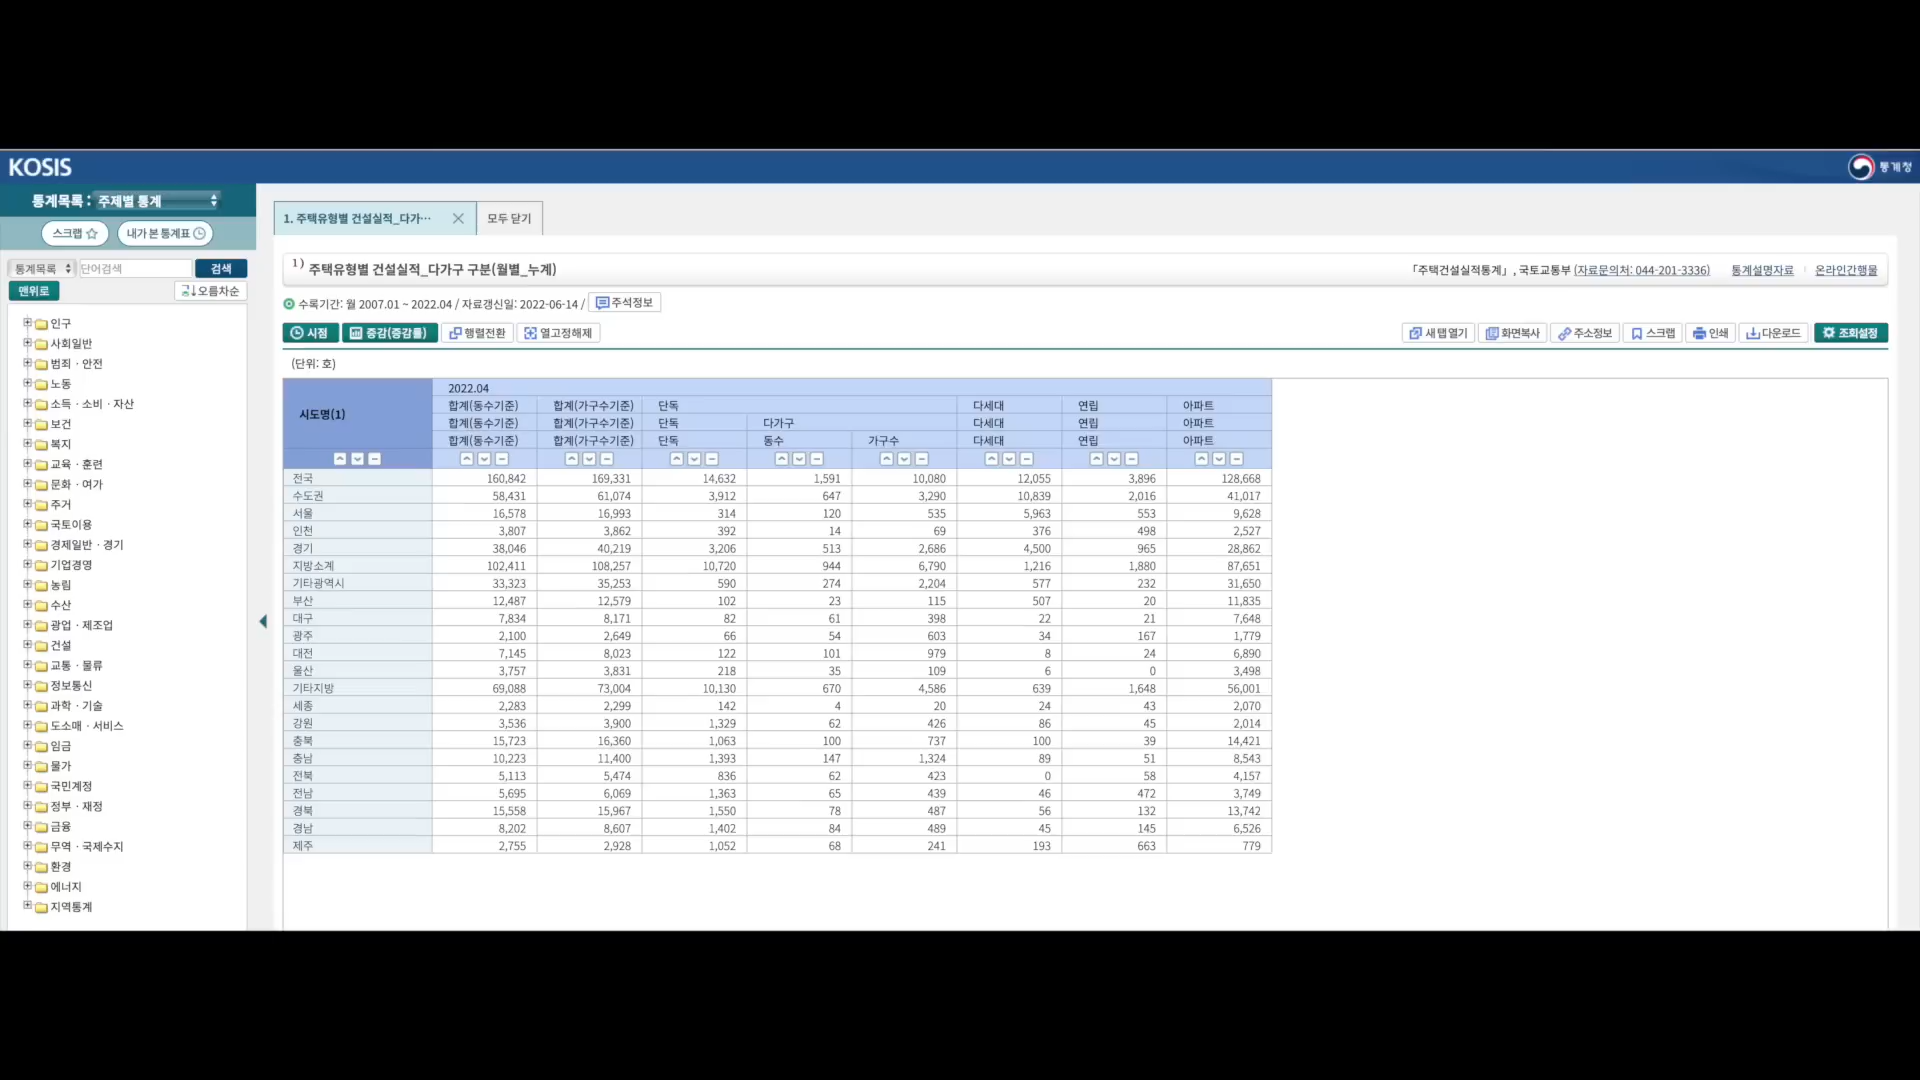 KOSIS
통계청
통계목록 : 주제별 통계
스크랩
내가 본 통계표
통계목록
단어검색
검색
맨위로
오름차순
인구
사회일반
범죄 · 안전
노동
소득 · 소비 · 자산
보건
복지
교육 · 훈련
문화 · 여가
주거
국토이용
경제일반 · 경기
기업경영
농림
수산
광업 · 제조업
건설
교통 · 물류
정보통신
과학 · 기술
도소매 · 서비스
임금
물가
국민계정
정부 · 재정
금융
무역 · 국제수지
환경
에너지
지역통계
1. 주택유형별 건설실적_다가···
모두 닫기
1) 주택유형별 건설실적_다가구 구분(월별_누계)
「주택건설실적통계」, 국토교통부 (자료문의처: 044-201-3336) 통계설명자료 온라인간행물
수록기간: 월 2007.01 ~ 2022.04 / 자료갱신일: 2022-06-14 / 주석정보
시점 증감(증감률) 행렬전환 열고정해제 새탭열기 화면복사 주소정보 스크랩 인쇄 다운로드 조회설정
(단위: 호)
시도명(1)
2022.04
합계(동수기준) 합계(가구수기준) 단독 다세대 연립 아파트
합계(동수기준) 합계(가구수기준) 단독 다가구 다세대 연립 아파트
합계(동수기준) 합계(가구수기준) 단독 동수 가구수 다세대 연립 아파트
전국 160,842 169,331 14,632 1,591 10,080 12,055 3,896 128,668
수도권 58,431 61,074 3,912 647 3,290 10,839 2,016 41,017
서울 16,578 16,993 314 120 535 5,963 553 9,628
인천 3,807 3,862 392 14 69 376 498 2,527
경기 38,046 40,219 3,206 513 2,686 4,500 965 28,862
지방소계 102,411 108,257 10,720 944 6,790 1,216 1,880 87,651
기타광역시 33,323 35,253 590 274 2,204 577 232 31,650
부산 12,487 12,579 102 23 115 507 20 11,835
대구 7,834 8,171 82 61 398 22 21 7,648
광주 2,100 2,649 66 54 603 34 167 1,779
대전 7,145 8,023 122 101 979 8 24 6,890
울산 3,757 3,831 218 35 109 6 0 3,498
기타지방 69,088 73,004 10,130 670 4,586 639 1,648 56,001
세종 2,283 2,299 142 4 20 24 43 2,070
강원 3,536 3,900 1,329 62 426 86 45 2,014
충북 15,723 16,360 1,063 100 737 100 39 14,421
충남 10,223 11,400 1,393 147 1,324 89 51 8,543
전북 5,113 5,474 836 62 423 0 58 4,157
전남 5,695 6,069 1,363 65 439 46 472 3,749
경북 15,558 15,967 1,550 78 487 56 132 13,742
경남 8,202 8,607 1,402 84 489 45 145 6,526
제주 2,755 2,928 1,052 68 241 193 663 779